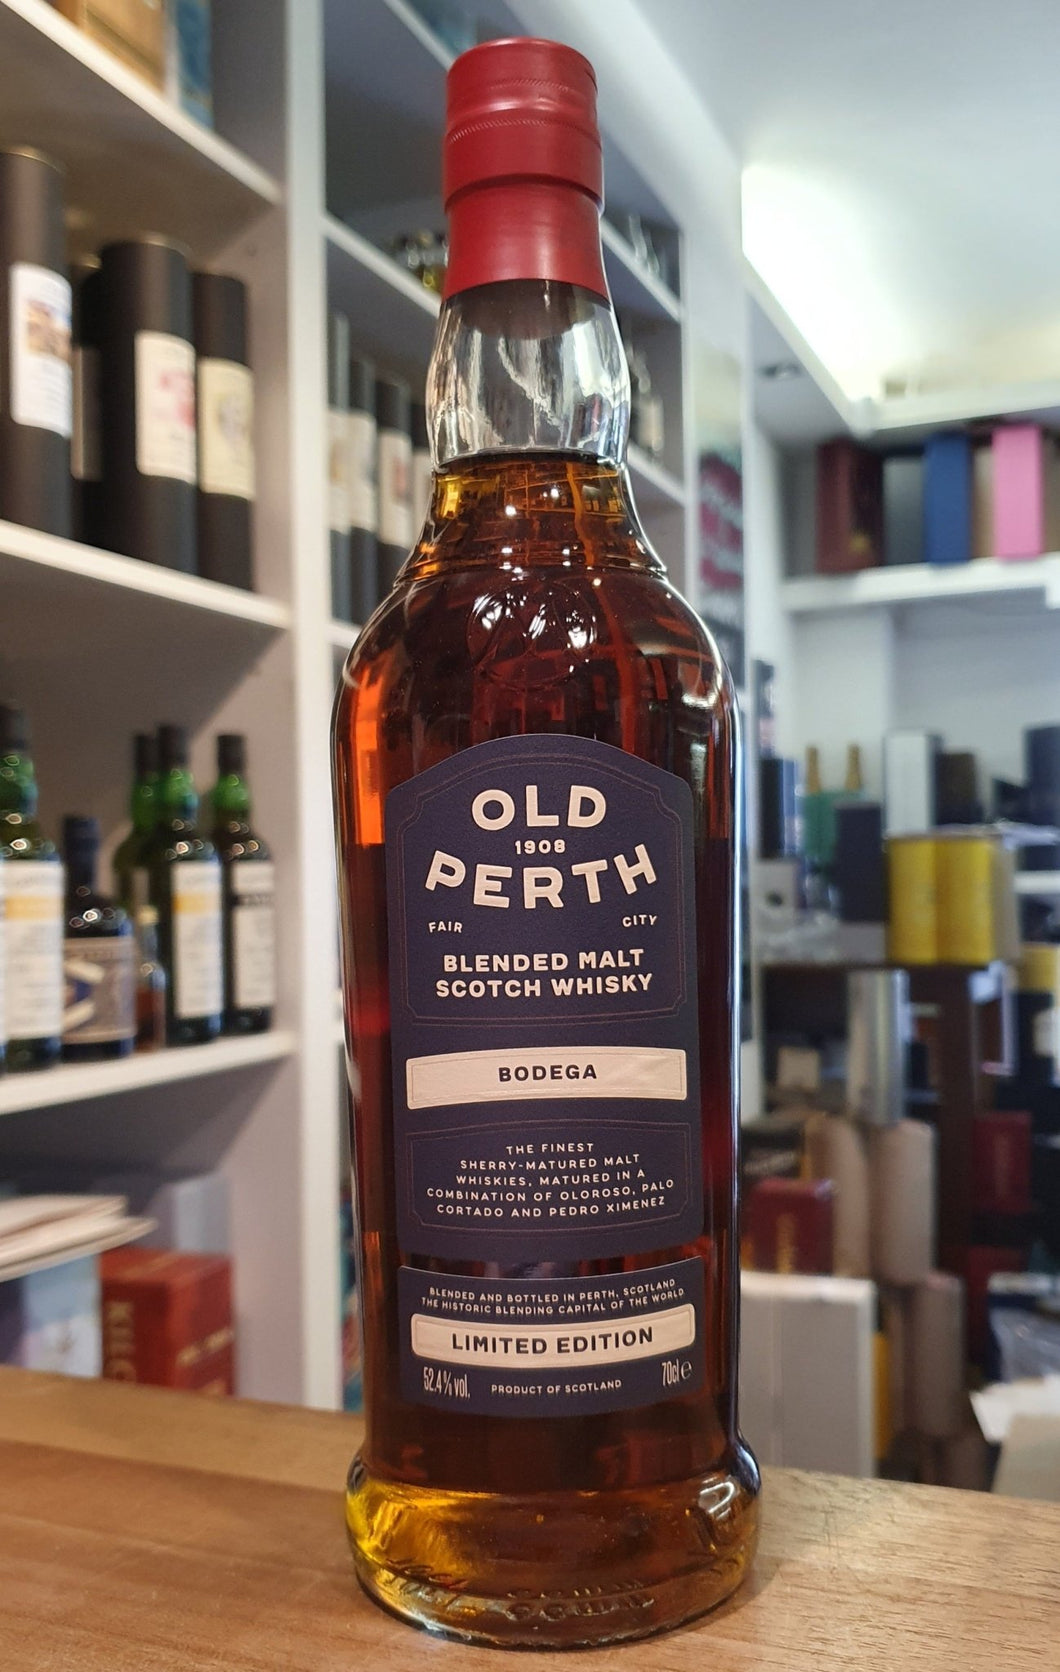 OLD
1908
PERTH
FAIR CITY
BLENDED MALT
SCOTCH WHISKY
BODEGA
THE FINEST
SHERRY-MATURED MALT
WHISKIES, MATURED IN A
COMBINATION OF OLOROSO, PALO
CORTADO AND PEDRO XIMENEZ
BLENDED AND BOTTLED IN PERTH, SCOTLAND
THE HISTORIC BLENDING CAPITAL OF THE WORLD
LIMITED EDITION
52.4% vol. PRODUCT OF SCOTLAND 70cl e